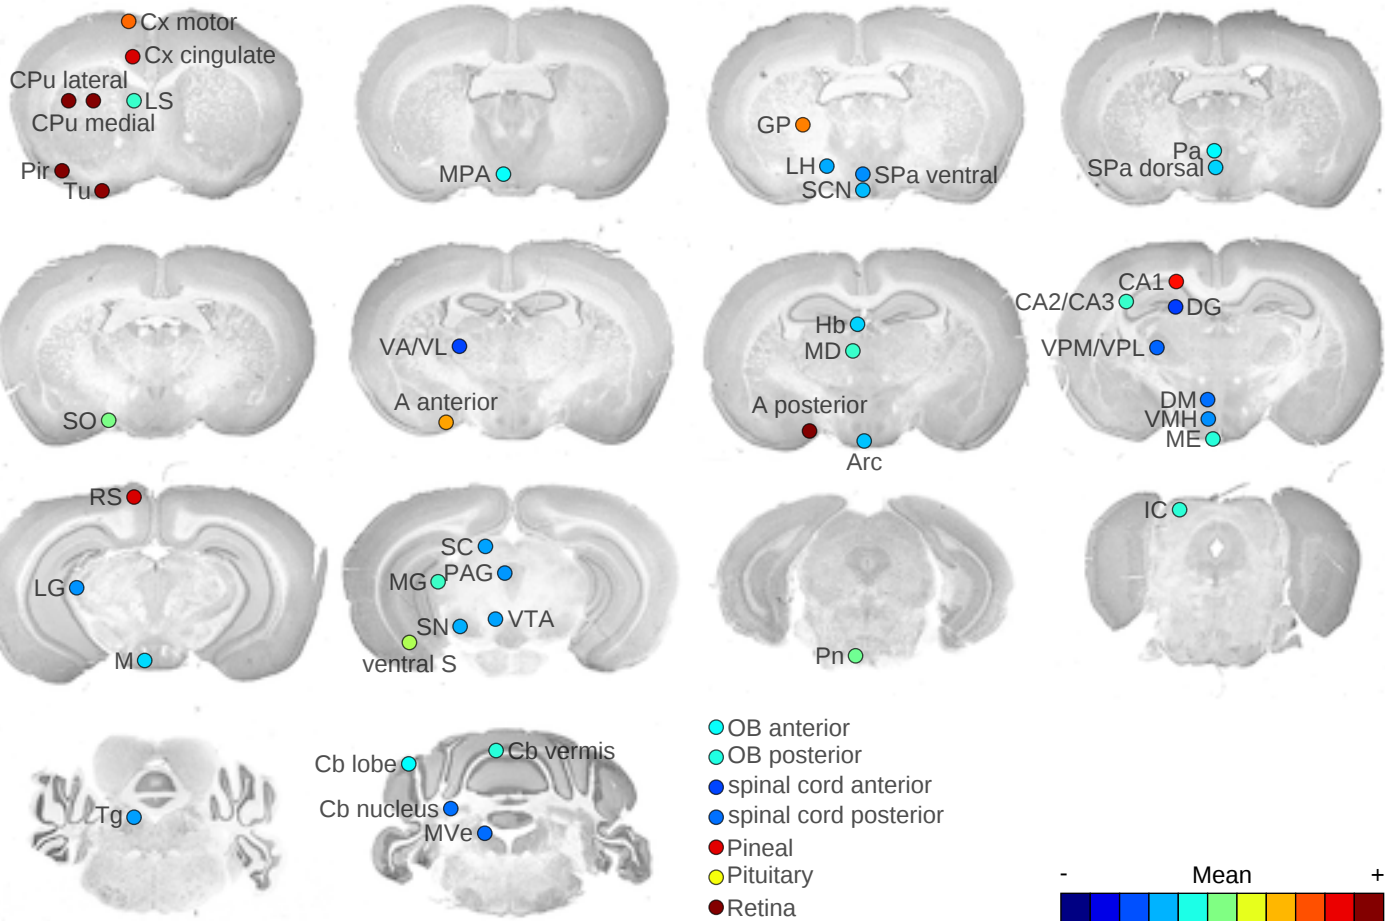 Cx motor
Cx cingulate
CPu lateral
LS
CPu medial
Pir
Tu
MPA
GP
LH
SPa ventral
SCN
Pa
SPa dorsal
SO
VA/VL
A anterior
Hb
MD
A posterior
Arc
CA1
CA2/CA3
DG
VPM/VPL
DM
VMH
ME
RS
LG
M
SC
MG
PAG
SN
VTA
ventral S
Pn
IC
Tg
Cb lobe
Cb vermis
Cb nucleus
MVe
OB anterior
OB posterior
spinal cord anterior
spinal cord posterior
Pineal
Pituitary
Retina
- Mean +